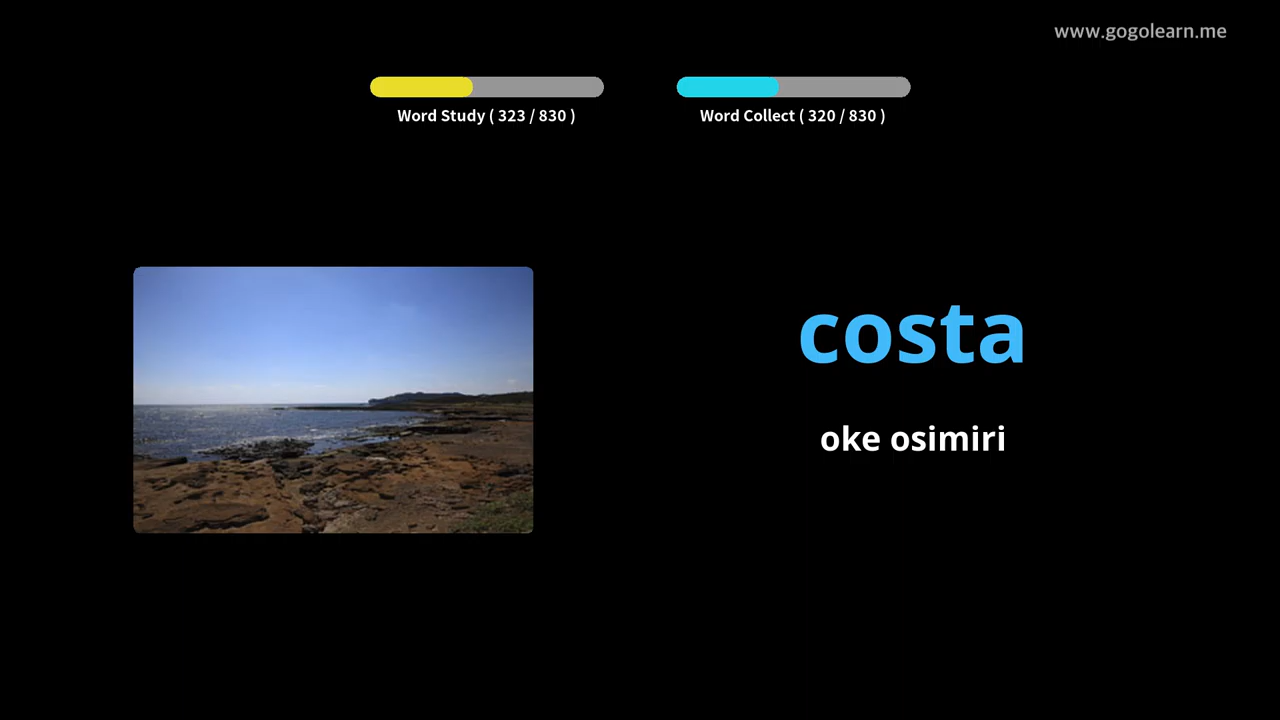 www.gogolearn.me
Word Study ( 323 / 830 )
Word Collect ( 320 / 830 )
costa
oke osimiri